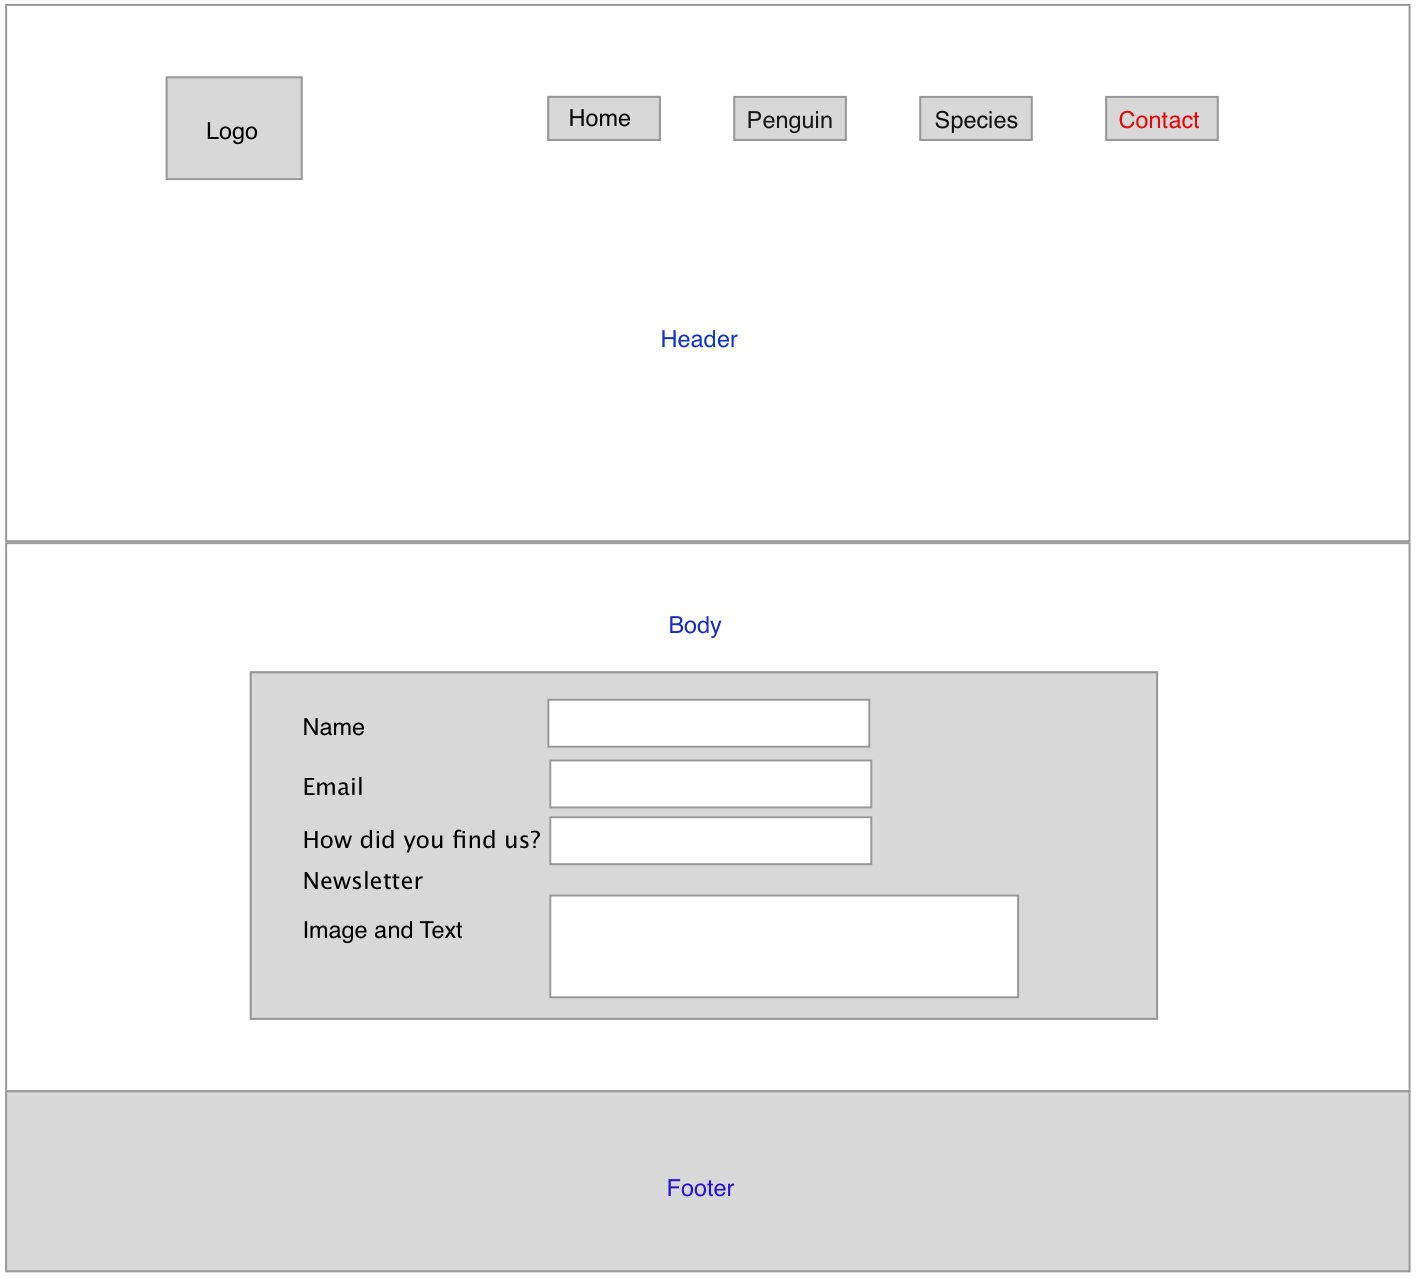 Logo
Home
Penguin
Species
Contact
Header
Body
Name
Email
How did you find us?
Newsletter
Image and Text
Footer